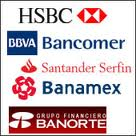 HSBC
BBVA Bancomer
Santander Serfin
Banamex
GRUPO FINANCIERO
BANORTE